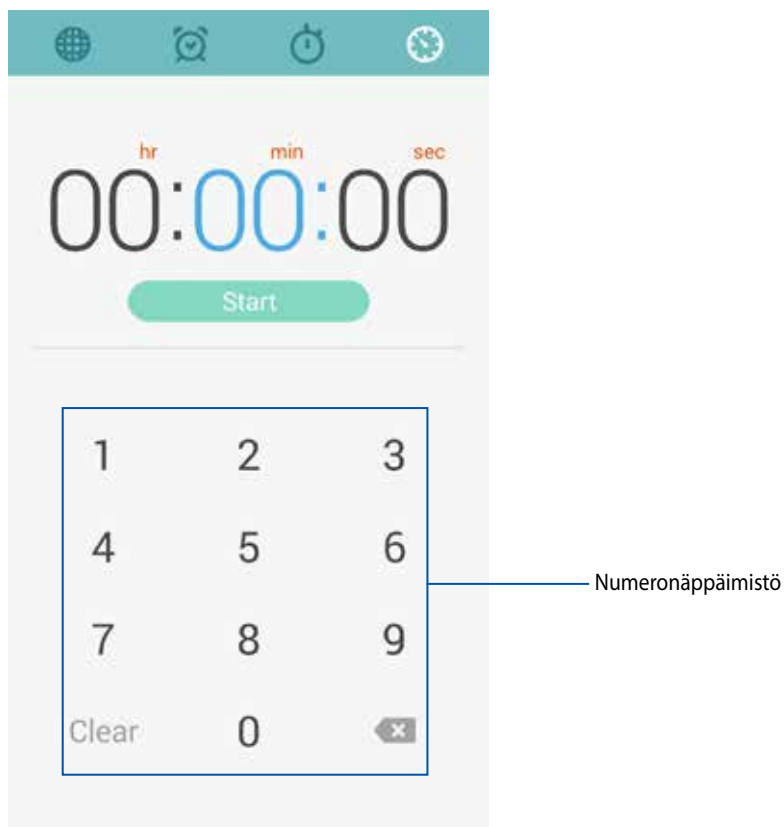 hr min sec
00:00:00
Start
1 2 3
4 5 6
Numeronäppäimistö
7 8 9
Clear 0